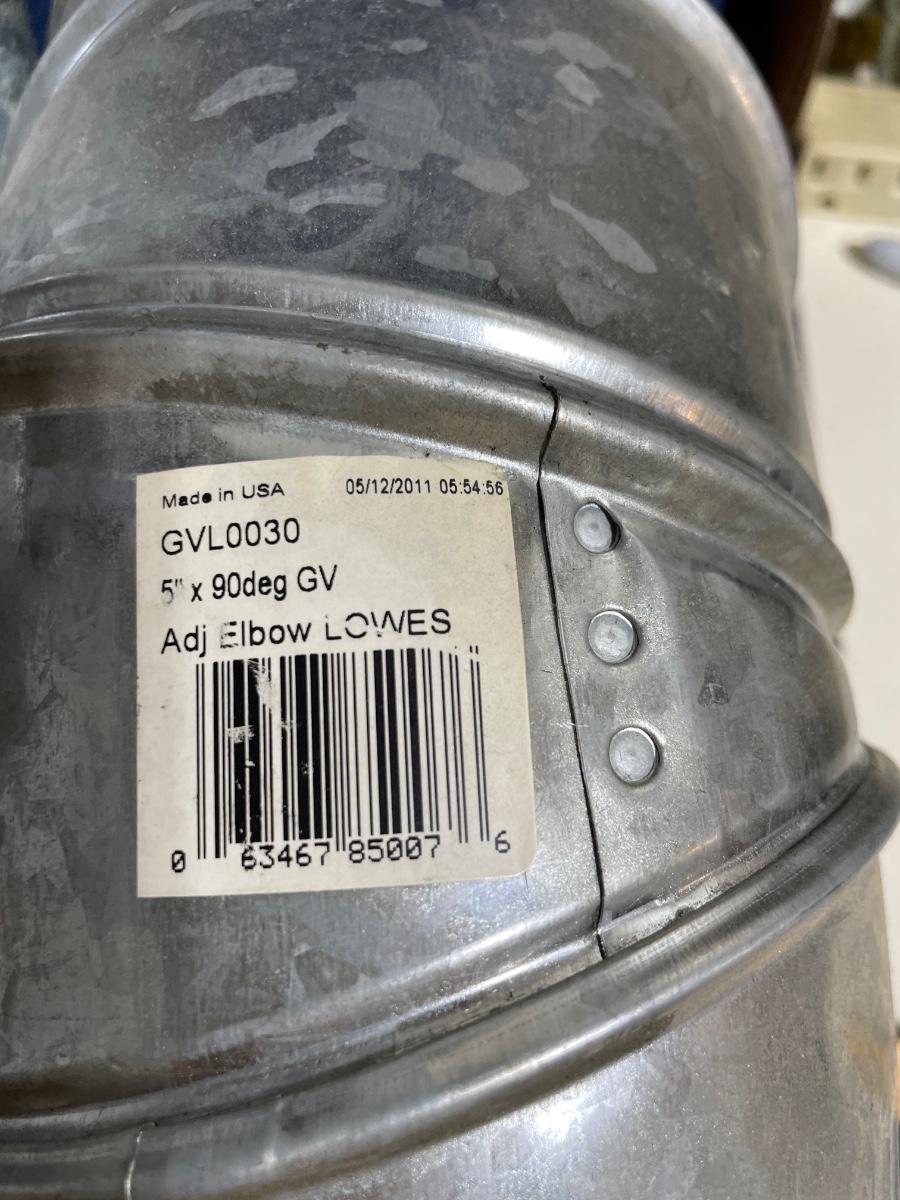 Made in USA 05/12/2011 05:54:56
GVL0030
5" x 90deg GV
Adj Elbow LOWES
0 63467 85007 6